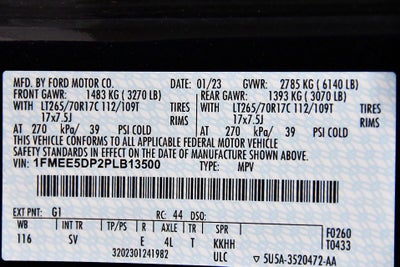 MFD. BY FORD MOTOR CO. DATE: 01/23 GVWR: 2785 KG ( 6140 LB)
FRONT GAWR: 1483 KG ( 3270 LB) REAR GAWR: 1393 KG ( 3070 LB)
WITH LT265/70R17C 112/109T TIRES WITH LT265/70R17C 112/109T TIRES
17x7.5J RIMS 17x7.5J RIMS
AT 270 kPa/ 39 PSI COLD AT 270 kPa/ 39 PSI COLD
THIS VEHICLE CONFORMS TO ALL APPLICABLE FEDERAL MOTOR VEHICLE
SAFETY STANDARDS IN EFFECT ON THE DATE OF MANUFACTURE SHOWN ABOVE.
VIN: 1FMEE5DP2PLB13500 TYPE: MPV
EXT PNT: G1 RC: 44 DSO:
WB INT TR TP/PS R AXLE TR SPR F0260
116 SV E 4L T KKHH T0433
3202301241982 ULC 5U5A-3520472-AA